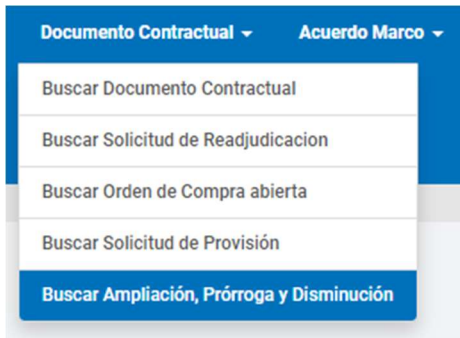 Documento Contractual Acuerdo Marco
Buscar Documento Contractual
Buscar Solicitud de Readjudicacion
Buscar Orden de Compra abierta
Buscar Solicitud de Provisión
Buscar Ampliación, Prórroga y Disminución